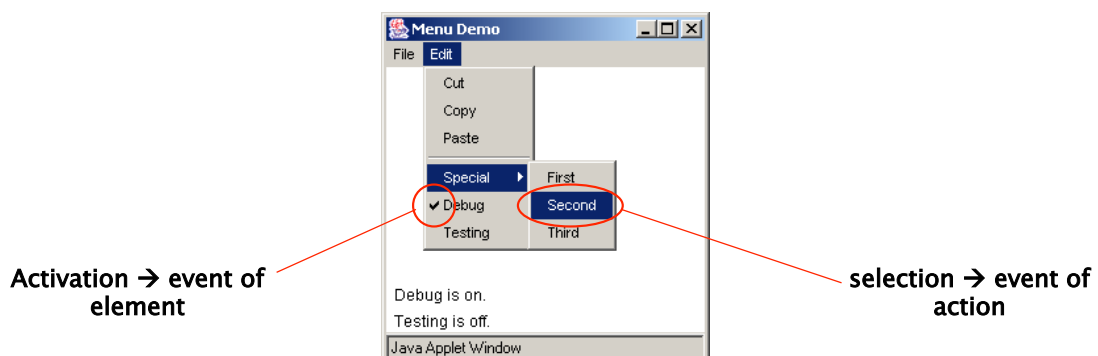 Menu Demo
File Edit
Cut
Copy
Paste
Special First
Debug Second
Testing Third
Activation → event of
element
selection → event of
action
Debug is on.
Testing is off.
Java Applet Window